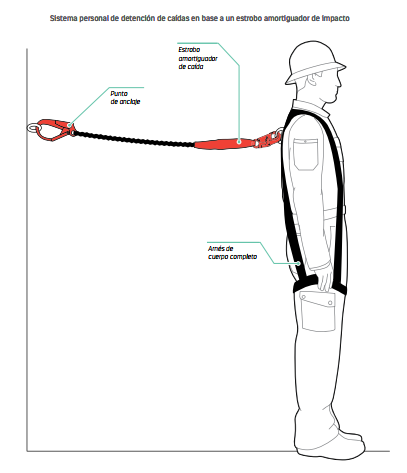 Sistema personal de detención de caídas en base a un estrobo amortiguador de impacto
Estrobo
amortiguador
de caída
Punto
de anclaje
Arnés de
cuerpo completo